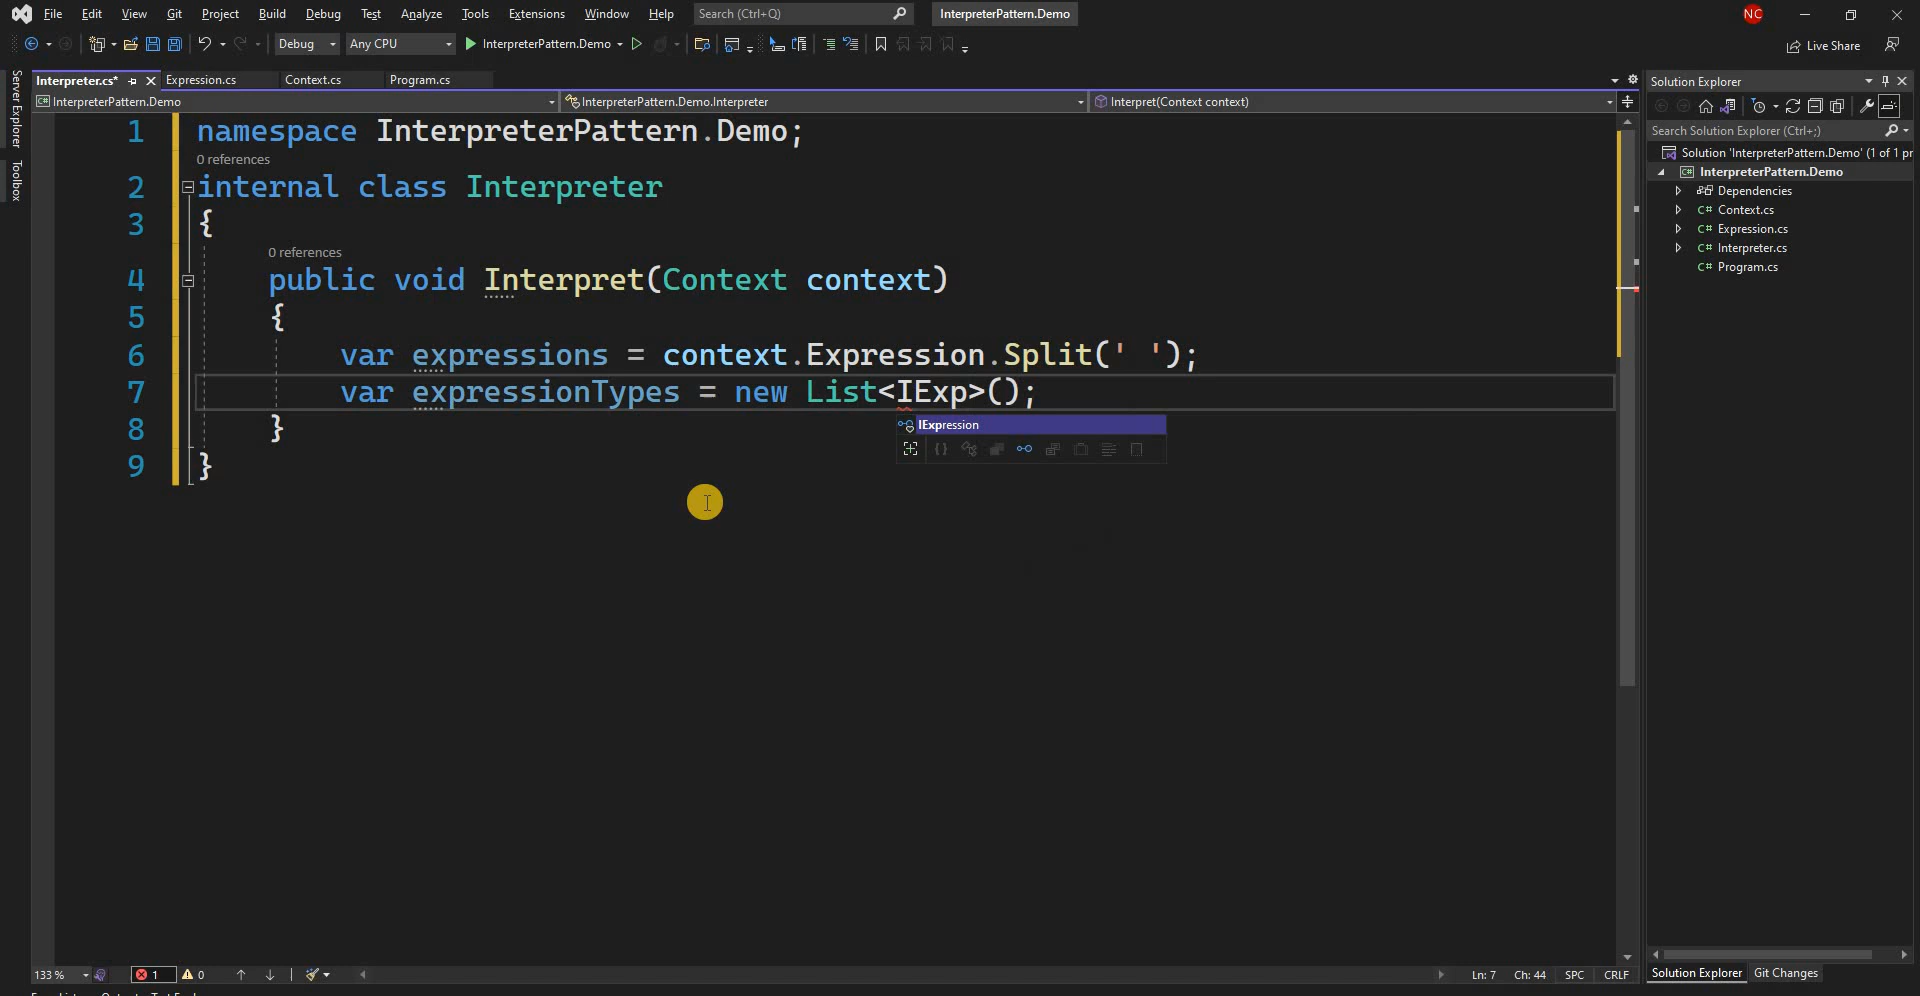 File Edit View Git Project Build Debug Test Analyze Tools Extensions Window Help Search (Ctrl+Q) InterpreterPattern.Demo NC
Debug Any CPU InterpreterPattern.Demo Live Share
Server Explorer
Toolbox
Interpreter.cs* Expression.cs Context.cs Program.cs
InterpreterPattern.Demo InterpreterPattern.Demo.Interpreter Interpret(Context context)
1 namespace InterpreterPattern.Demo;
0 references
2 internal class Interpreter
3 {
0 references
4 public void Interpret(Context context)
5 {
6 var expressions = context.Expression.Split(' ');
7 var expressionTypes = new List<IExp>();
8 }
9 }
IExpression
Solution Explorer
Search Solution Explorer (Ctrl+;)
Solution 'InterpreterPattern.Demo' (1 of 1 pr
C# InterpreterPattern.Demo
Dependencies
C# Context.cs
C# Expression.cs
C# Interpreter.cs
C# Program.cs
133 % 1 0 Ln: 7 Ch: 44 SPC CRLF
Solution Explorer Git Changes